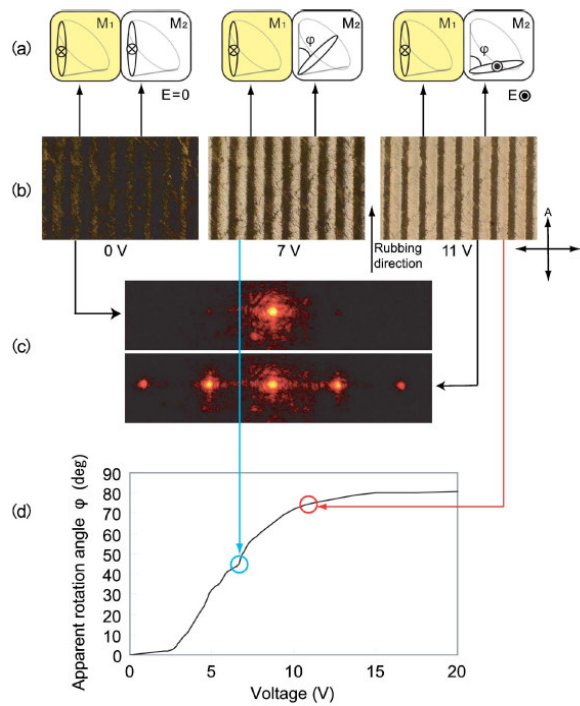 (a)
M1 M2
E=0
M1 M2
φ
M1 M2
φ
E
(b)
0 V
7 V
11 V
Rubbing
direction
A
(c)
(d)
Apparent rotation angle φ (deg)
90
80
70
60
50
40
30
20
10
0
0 5 10 15 20
Voltage (V)